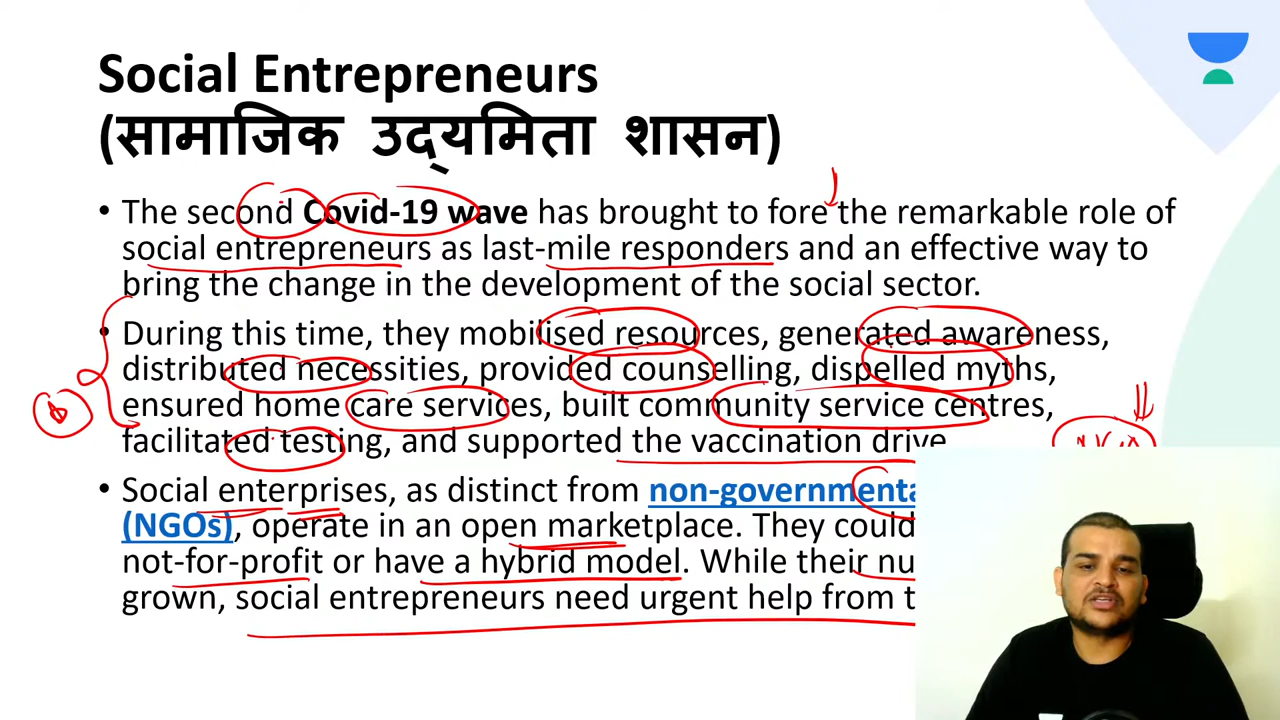 Social Entrepreneurs
(सामाजिक उद्यमिता शासन)
• The second Covid-19 wave has brought to fore the remarkable role of
social entrepreneurs as last-mile responders and an effective way to
bring the change in the development of the social sector.
• During this time, they mobilised resources, generated awareness,
distributed necessities, provided counselling, dispelled myths,
ensured home care services, built community service centres,
facilitated testing, and supported the vaccination drive
• Social enterprises, as distinct from
(NGOs), operate in an open marketplace. They could
not-for-profit or have a hybrid model. While their
grown, social entrepreneurs need urgent help from